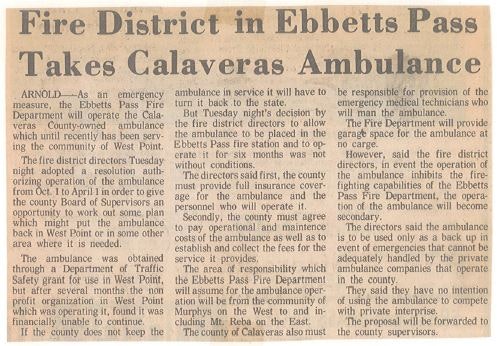 Fire District in Ebbetts Pass
Takes Calaveras Ambulance
ARNOLD——As an emergency
measure, the Ebbetts Pass Fire
Department will operate the Cala-
veras County-owned ambulance
which until recently has been serv-
ing the community of West Point.
The fire district directors Tuesday
night adopted a resolution auth-
orizing operation of the ambulance
from Oct. 1 to April 1 in order to give
the county Board of Supervisors an
opportunity to work out some plan
which might put the ambulance
back in West Point or in some other
area where it is needed.
The ambulance was obtained
through a Department of Traffic
Safety grant for use in West Point,
but after several months the non
profit organization in West Point
which was operating it, found it was
financially unable to continue.
If the county does not keep the
ambulance in service it will have to
turn it back to the state.
But Tuesday night's decision by
the fire district directors to allow
the ambulance to be placed in the
Ebbetts Pass fire station and to op-
erate it for six months was not
without conditions.
The directors said first, the county
must provide full insurance cover-
age for the ambulance and the
personnel who will operate it.
Secondly, the county must agree
to pay operational and maintence
costs of the ambulance as well as to
establish and collect the fees for the
service it provides.
The area of responsibility which
the Ebbetts Pass Fire Department
will assume for the ambulance oper-
ation will be from the community of
Murphys on the West to and in-
cluding Mt. Reba on the East.
The county of Calaveras also must
be responsible for provision of the
emergency medical technicians who
will man the ambulance.
The Fire Department will provide
garage space for the ambulance at
no carge.
However, said the fire district
directors, in event the operation of
the ambulance inhibits the fire-
fighting capabilities of the Ebbetts
Pass Fire Department, the opera-
tion of the ambulance will become
secondary.
The directors said the ambulance
is to be used only as a back up in
event of emergencies that cannot be
adequately handled by the private
ambulance companies that operate
in the county.
They said they have no intention
of using the ambulance to compete
with private interprise.
The proposal will be forwarded to
the county supervisors.